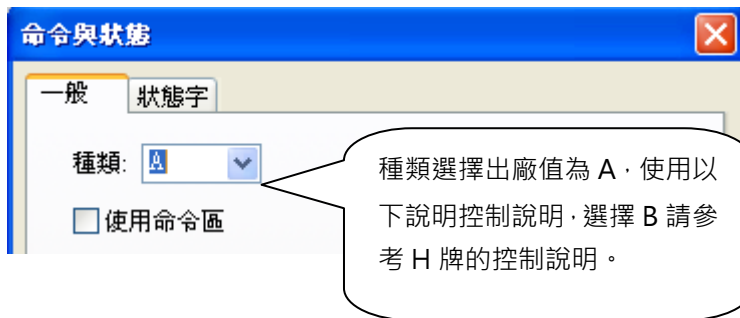 命令與狀態
一般 狀態字
種類: A
使用命令區
種類選擇出廠值為 A，使用以
下說明控制說明，選擇 B 請參
考 H 牌的控制說明。